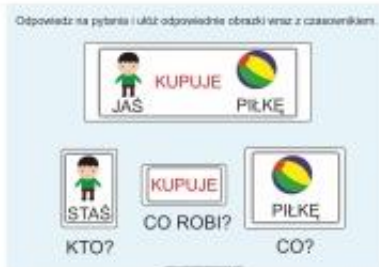 Odpowiedz na pytania i ułóż odpowiednie obrazki wraz z czasownikiem.
KUPUJE
JAŚ PIŁKĘ
KUPUJE
STAŚ PIŁKĘ
CO ROBI?
KTO? CO?